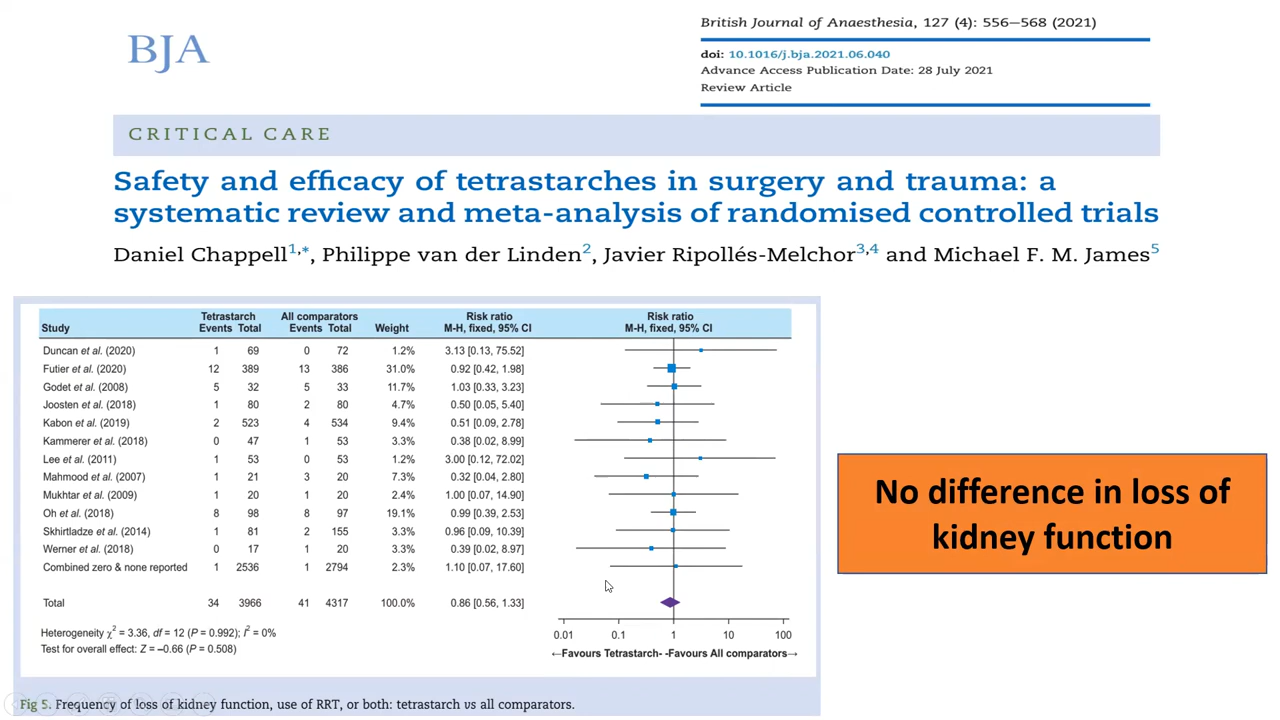 BJA
British Journal of Anaesthesia, 127 (4): 556–568 (2021)
doi: 10.1016/j.bja.2021.06.040
Advance Access Publication Date: 28 July 2021
Review Article
CRITICAL CARE
Safety and efficacy of tetrastarches in surgery and trauma: a
systematic review and meta-analysis of randomised controlled trials
Daniel Chappell1,*, Philippe van der Linden2, Javier Ripollés-Melchor3,4 and Michael F. M. James5
Tetrastarch All comparators Risk ratio Risk ratio
Study Events Total Events Total Weight M-H, fixed, 95% CI M-H, fixed, 95% CI
Duncan et al. (2020) 1 69 0 72 1.2% 3.13 [0.13, 75.52]
Futier et al. (2020) 12 389 13 386 31.0% 0.92 [0.42, 1.98]
Godet et al. (2008) 5 32 5 33 11.7% 1.03 [0.33, 3.23]
Joosten et al. (2018) 1 80 2 80 4.7% 0.50 [0.05, 5.40]
Kabon et al. (2019) 2 523 4 534 9.4% 0.51 [0.09, 2.78]
Kammerer et al. (2018) 0 47 1 53 3.3% 0.38 [0.02, 8.99]
Lee et al. (2011) 1 53 0 53 1.2% 3.00 [0.12, 72.02]
Mahmood et al. (2007) 1 21 3 20 7.3% 0.32 [0.04, 2.80]
Mukhtar et al. (2009) 1 20 1 20 2.4% 1.00 [0.07, 14.90]
Oh et al. (2018) 8 98 8 97 19.1% 0.99 [0.39, 2.53]
Skhirtladze et al. (2014) 1 81 2 155 3.3% 0.96 [0.09, 10.39]
Werner et al. (2018) 0 17 1 20 3.3% 0.39 [0.02, 8.97]
Combined zero & none reported 1 2536 1 2794 2.3% 1.10 [0.07, 17.60]
Total 34 3966 41 4317 100.0% 0.86 [0.56, 1.33]
Heterogeneity χ2 = 3.36, df = 12 (P = 0.992); I2 = 0%
Test for overall effect: Z = –0.66 (P = 0.508)
0.01 0.1 1 10 100
←Favours Tetrastarch- -Favours All comparators→
Fig 5. Frequency of loss of kidney function, use of RRT, or both: tetrastarch vs all comparators.
No difference in loss of
kidney function